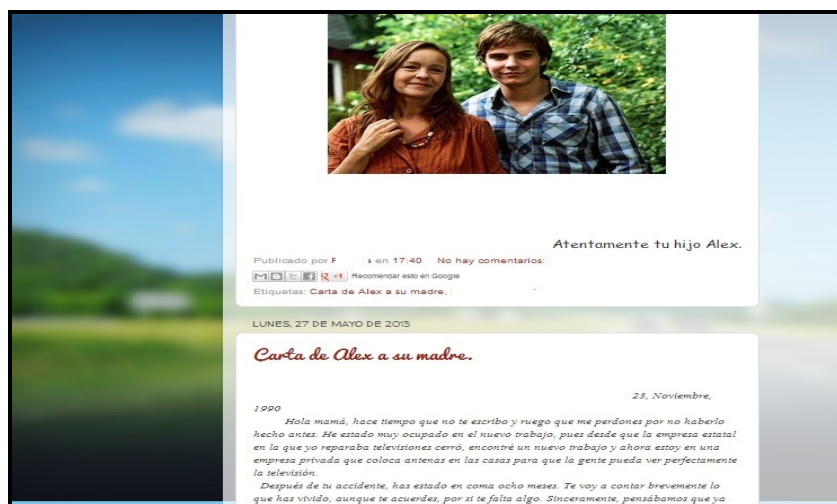 Atentamente tu hijo Alex.
Publicado por F en 17:40 No hay comentarios:
+1 Recomendar esto en Google
Etiquetas: Carta de Alex a su madre,
LUNES, 27 DE MAYO DE 2013
Carta de Alex a su madre.
23, Noviembre,
1990
Hola mamá, hace tiempo que no te escribo y ruego que me perdones por no haberlo
hecho antes. He estado muy ocupado en el nuevo trabajo, pues desde que la empresa estatal
en la que yo reparaba televisiones cerró, encontré un nuevo trabajo y ahora estoy en una
empresa privada que coloca antenas en las casas para que la gente pueda ver perfectamente
la televisión.
Después de tu accidente, has estado en coma ocho meses. Te voy a contar brevemente lo
que has vivido, aunque te acuerdes, por si te falta algo. Sinceramente, pensábamos que ya